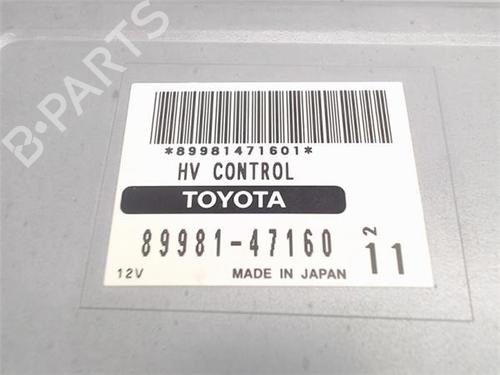 B-PARTS
*89981471601*
HV CONTROL
TOYOTA
89981-47160
2
11
12V
MADE IN JAPAN